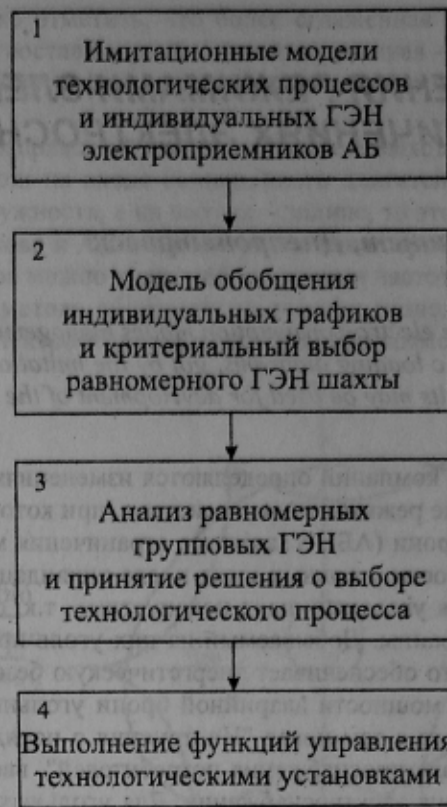 1
Имитационные модели
технологических процессов
и индивидуальных ГЭН
электроприемников АБ
2
Модель обобщения
индивидуальных графиков
и критериальный выбор
равномерного ГЭН шахты
3
Анализ равномерных
групповых ГЭН
и принятие решения о выборе
технологического процесса
4
Выполнение функций управления
технологическими установками